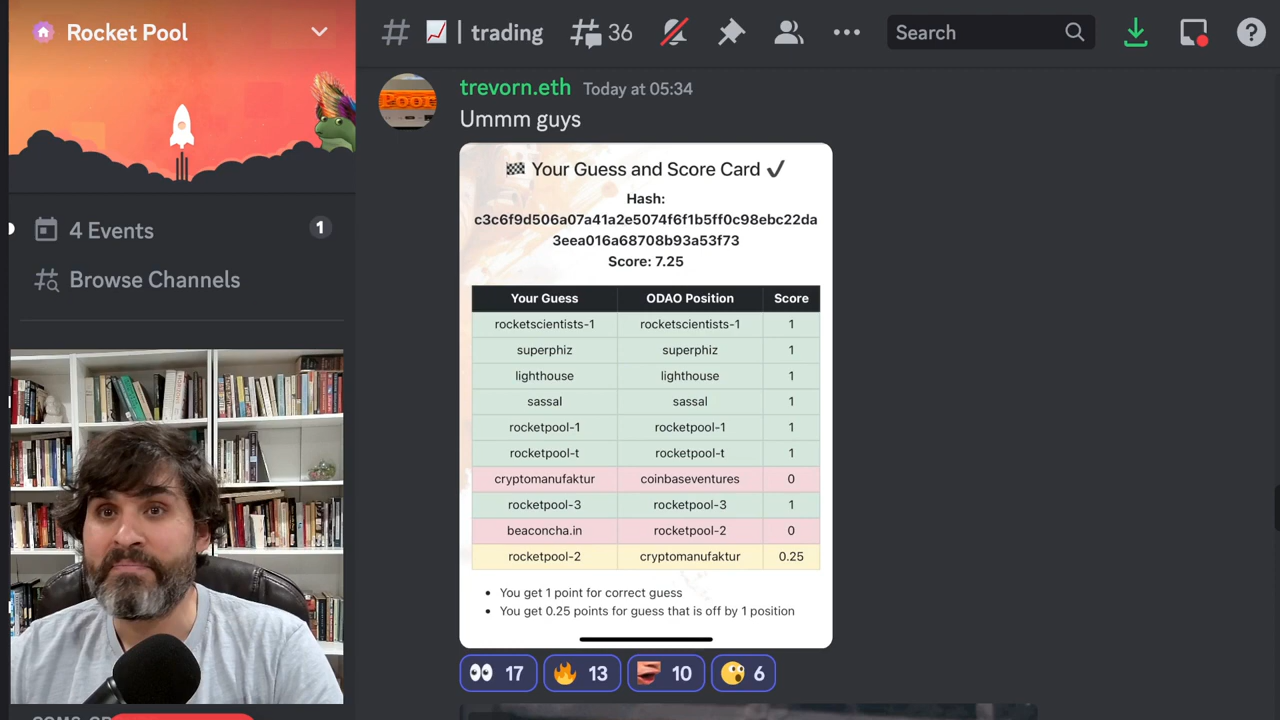 Rocket Pool
| trading
36
Search
4 Events
1
Browse Channels
trevorn.eth Today at 05:34
Ummm guys
Your Guess and Score Card
Hash:
c3c6f9d506a07a41a2e5074f6f1b5ff0c98ebc22da
3eea016a68708b93a53f73
Score: 7.25
Your Guess ODAO Position Score
rocketscientists-1 rocketscientists-1 1
superphiz superphiz 1
lighthouse lighthouse 1
sassal sassal 1
rocketpool-1 rocketpool-1 1
rocketpool-t rocketpool-t 1
cryptomanufaktur coinbaseventures 0
rocketpool-3 rocketpool-3 1
beaconcha.in rocketpool-2 0
rocketpool-2 cryptomanufaktur 0.25
• You get 1 point for correct guess
• You get 0.25 points for guess that is off by 1 position
17 13 10 6